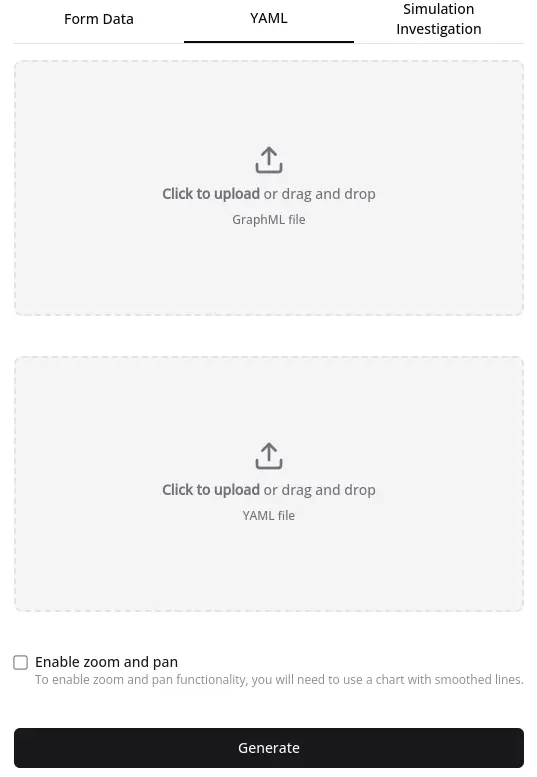 Form Data
YAML
Simulation
Investigation
Click to upload or drag and drop
GraphML file
Click to upload or drag and drop
YAML file
Enable zoom and pan
To enable zoom and pan functionality, you will need to use a chart with smoothed lines.
Generate